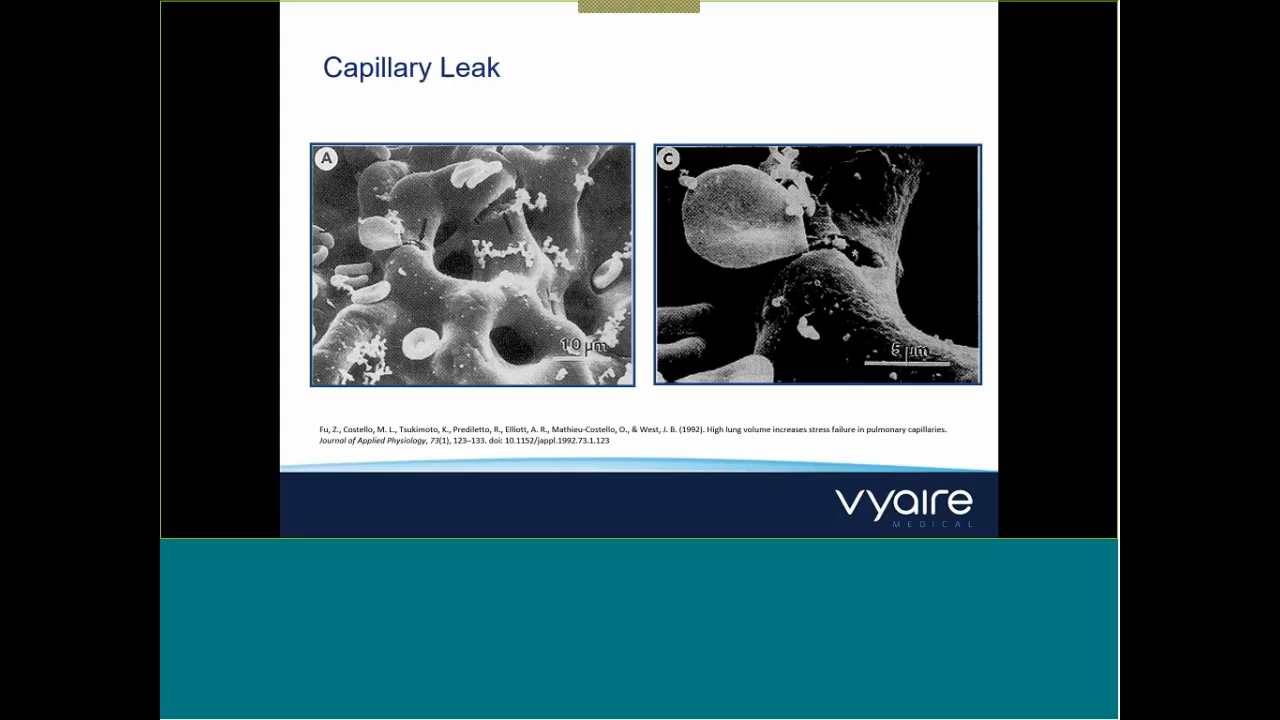 Capillary Leak
A
C
10 µm
5 µm
Fu, Z., Costello, M. L., Tsukimoto, K., Prediletto, R., Elliott, A. R., Mathieu-Costello, O., & West, J. B. (1992). High lung volume increases stress failure in pulmonary capillaries.
Journal of Applied Physiology, 73(1), 123–133. doi: 10.1152/jappl.1992.73.1.123
vyaire
MEDICAL